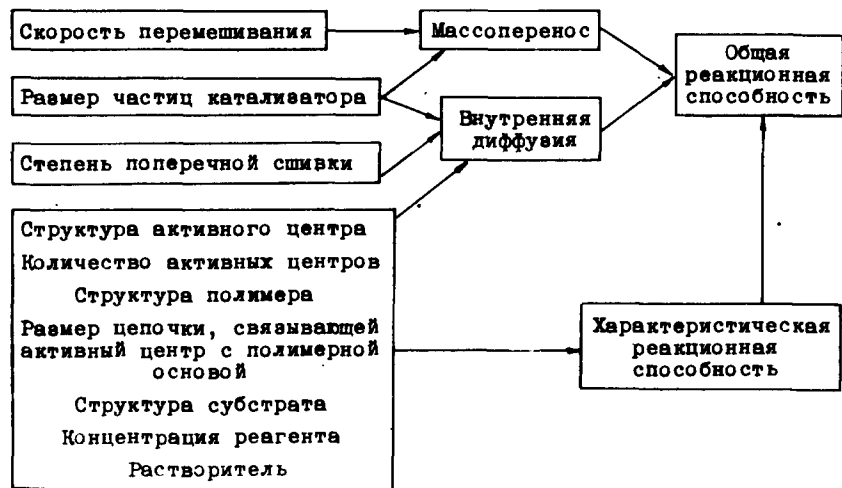 Скорость перемешивания
Массоперенос
Общая
реакционная
способность
Размер частиц катализатора
Внутренняя
диффувия
Степень поперечной сшивки
Структура активного центра
Количество активных центров
Структура полимера
Размер цепочки, связывающей
активный центр с полимерной
основой
Структура субстрата
Концентрация реагента
Растворитель
Характеристическая
реакционная
способность